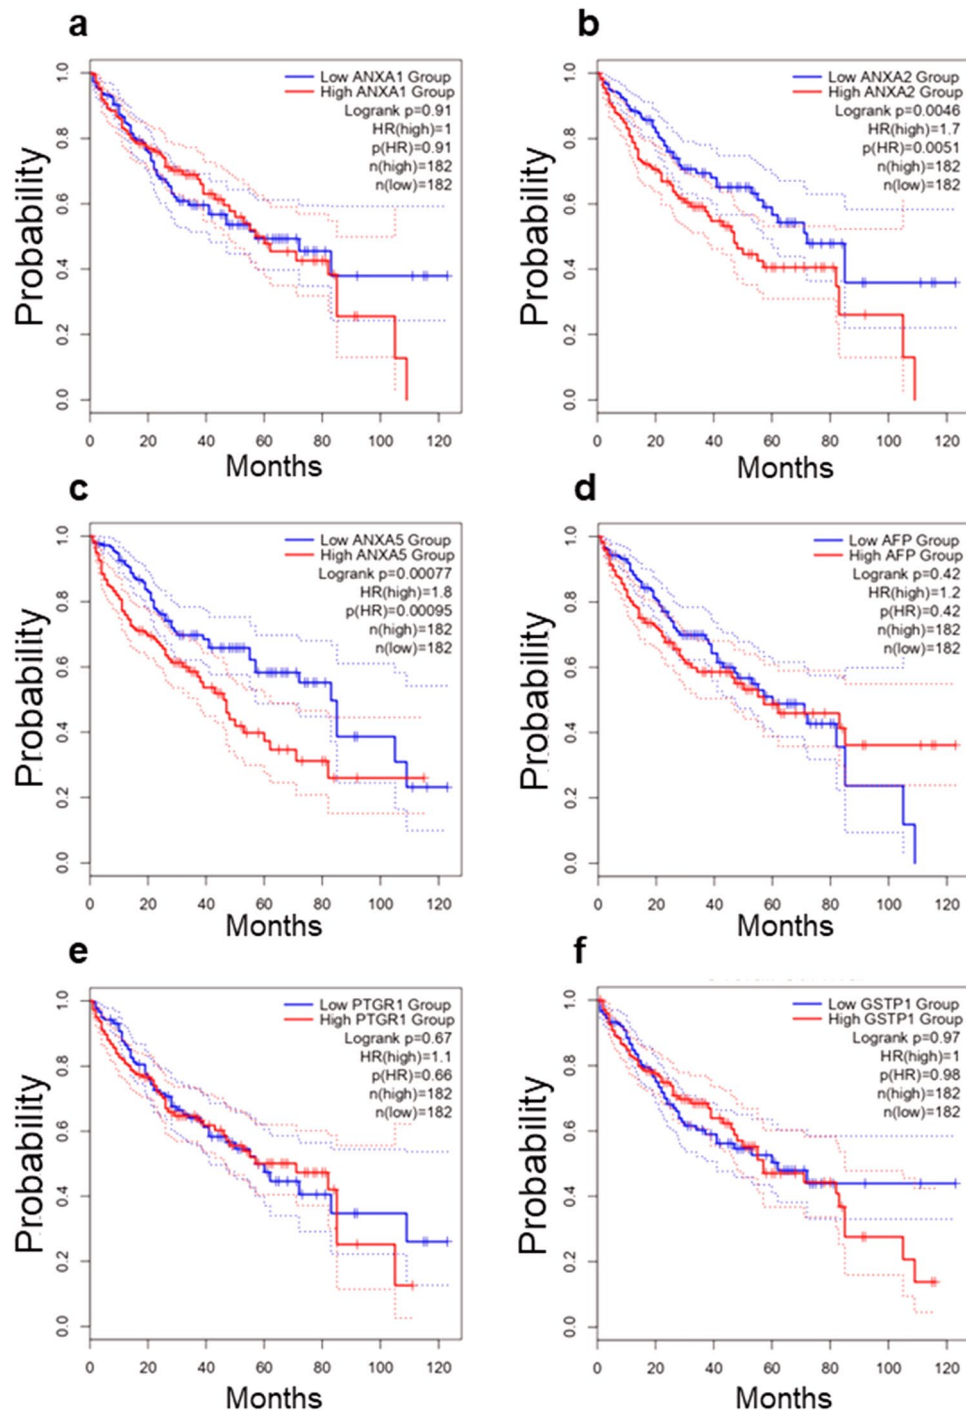 a
Low ANXA1 Group
High ANXA1 Group
Logrank p=0.91
HR(high)=1
p(HR)=0.91
n(high)=182
n(low)=182
Probability
0.0
0.2
0.4
0.6
0.8
1.0
0 20 40 60 80 100 120
Months
b
Low ANXA2 Group
High ANXA2 Group
Logrank p=0.0046
HR(high)=1.7
p(HR)=0.0051
n(high)=182
n(low)=182
Probability
0.0
0.2
0.4
0.6
0.8
1.0
0 20 40 60 80 100 120
Months
c
Low ANXA5 Group
High ANXA5 Group
Logrank p=0.00077
HR(high)=1.8
p(HR)=0.00095
n(high)=182
n(low)=182
Probability
0.0
0.2
0.4
0.6
0.8
1.0
0 20 40 60 80 100 120
Months
d
Low AFP Group
High AFP Group
Logrank p=0.42
HR(high)=1.2
p(HR)=0.42
n(high)=182
n(low)=182
Probability
0.0
0.2
0.4
0.6
0.8
1.0
0 20 40 60 80 100 120
Months
e
Low PTGR1 Group
High PTGR1 Group
Logrank p=0.67
HR(high)=1.1
p(HR)=0.66
n(high)=182
n(low)=182
Probability
0.0
0.2
0.4
0.6
0.8
1.0
0 20 40 60 80 100 120
Months
f
Low GSTP1 Group
High GSTP1 Group
Logrank p=0.97
HR(high)=1
p(HR)=0.98
n(high)=182
n(low)=182
Probability
0.0
0.2
0.4
0.6
0.8
1.0
0 20 40 60 80 100 120
Months